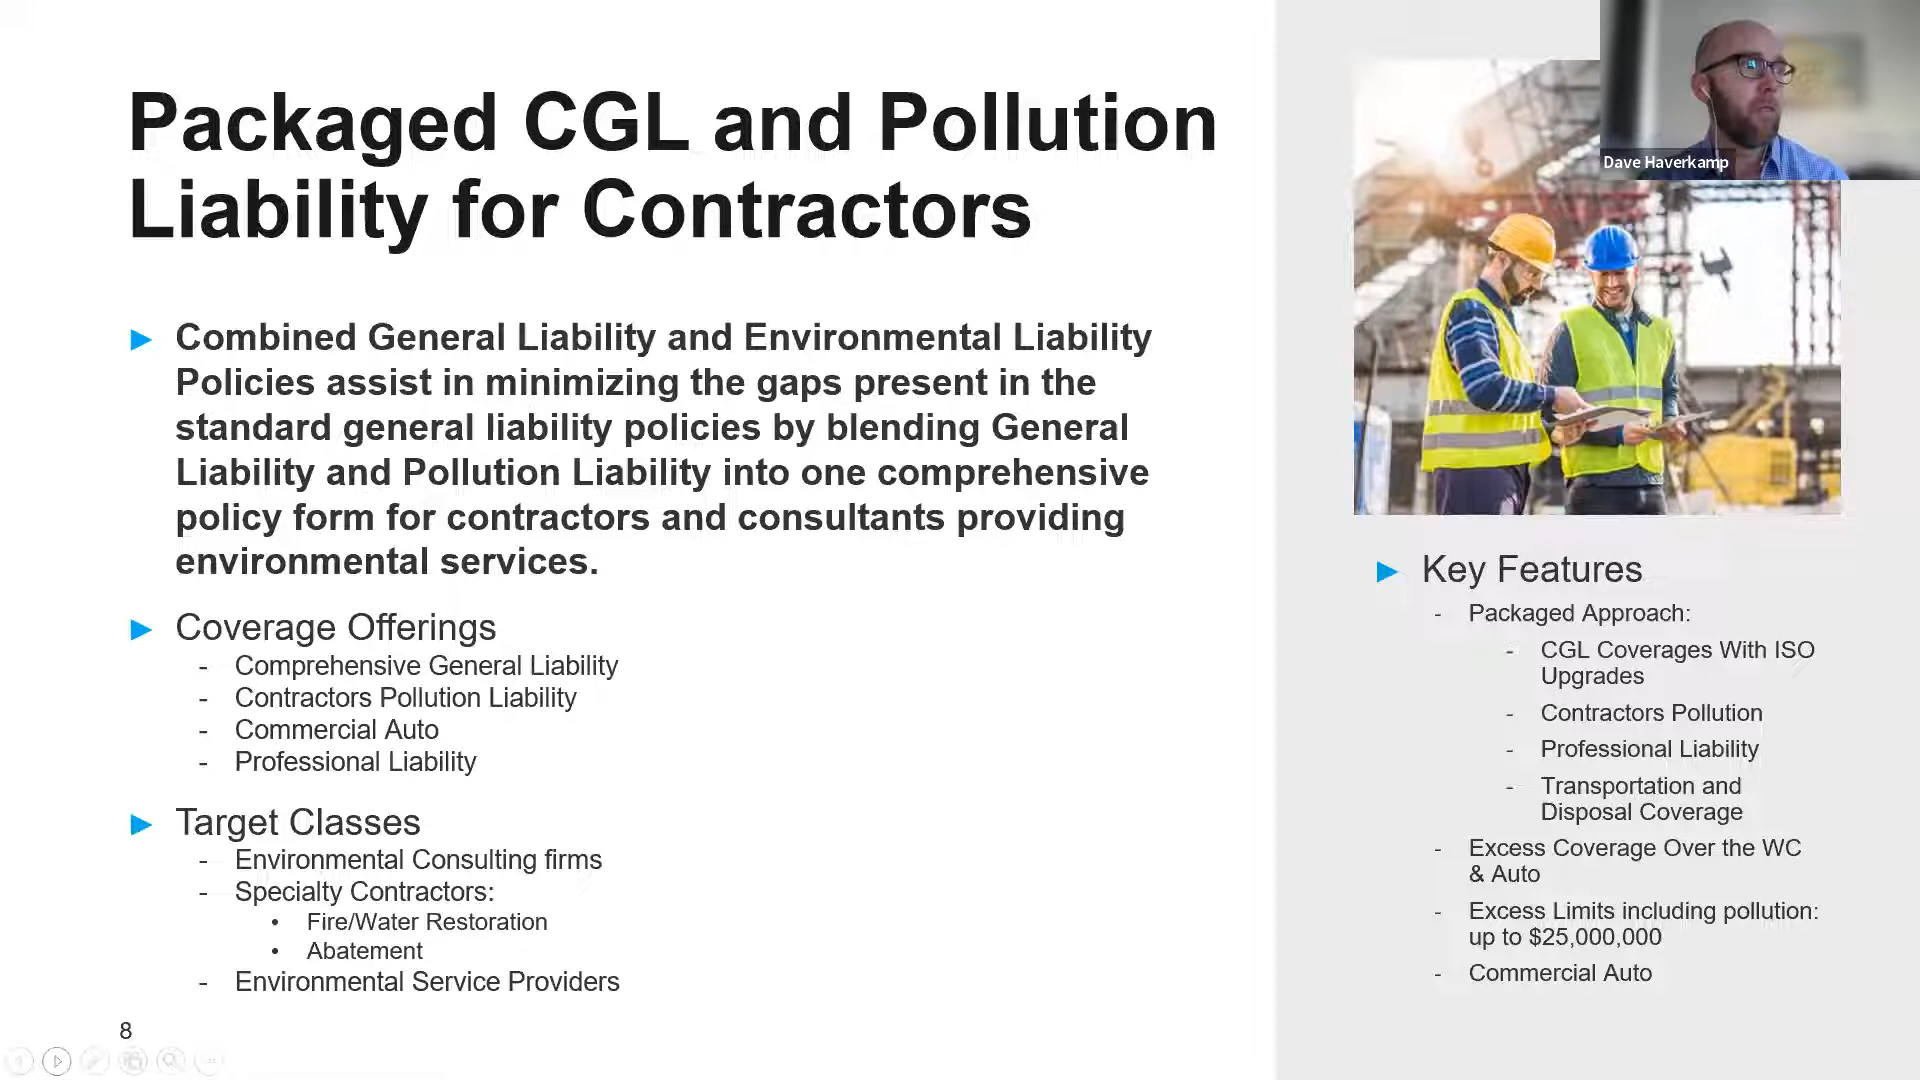 Packaged CGL and Pollution
Liability for Contractors
Dave Haverkamp
Combined General Liability and Environmental Liability
Policies assist in minimizing the gaps present in the
standard general liability policies by blending General
Liability and Pollution Liability into one comprehensive
policy form for contractors and consultants providing
environmental services.
Coverage Offerings
- Comprehensive General Liability
- Contractors Pollution Liability
- Commercial Auto
- Professional Liability
Target Classes
- Environmental Consulting firms
- Specialty Contractors:
• Fire/Water Restoration
• Abatement
- Environmental Service Providers
Key Features
- Packaged Approach:
- CGL Coverages With ISO
Upgrades
- Contractors Pollution
- Professional Liability
- Transportation and
Disposal Coverage
- Excess Coverage Over the WC
& Auto
- Excess Limits including pollution:
up to $25,000,000
- Commercial Auto
8